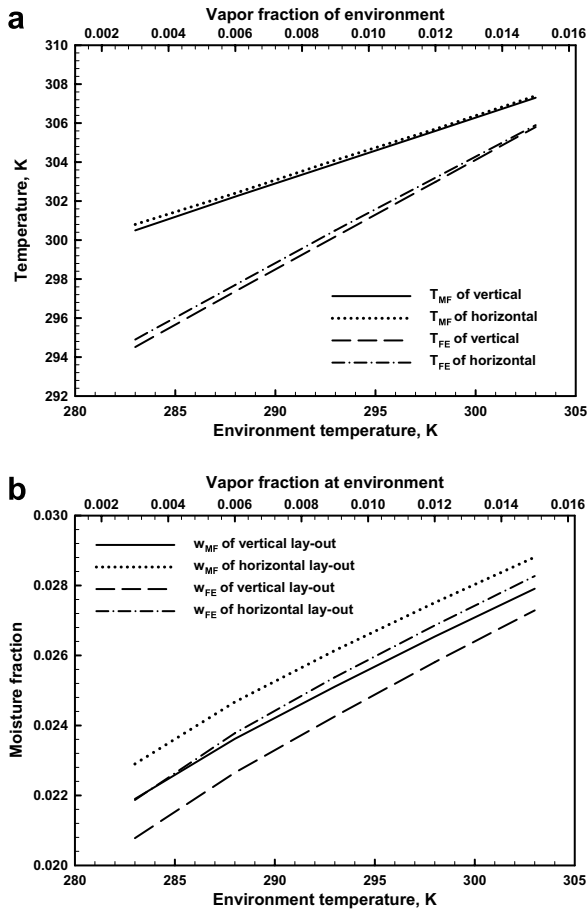 a
Vapor fraction of environment
0.002 0.004 0.006 0.008 0.010 0.012 0.014 0.016
310
308
306
304
302
300
298
296
294
292
Temperature, K
T_MF of vertical
T_MF of horizontal
T_FE of vertical
T_FE of horizontal
280 285 290 295 300 305
Environment temperature, K
b
Vapor fraction at environment
0.002 0.004 0.006 0.008 0.010 0.012 0.014 0.016
0.030
0.028
0.026
0.024
0.022
0.020
Moisture fraction
w_MF of vertical lay-out
w_MF of horizontal lay-out
w_FE of vertical lay-out
w_FE of horizontal lay-out
280 285 290 295 300 305
Environment temperature, K